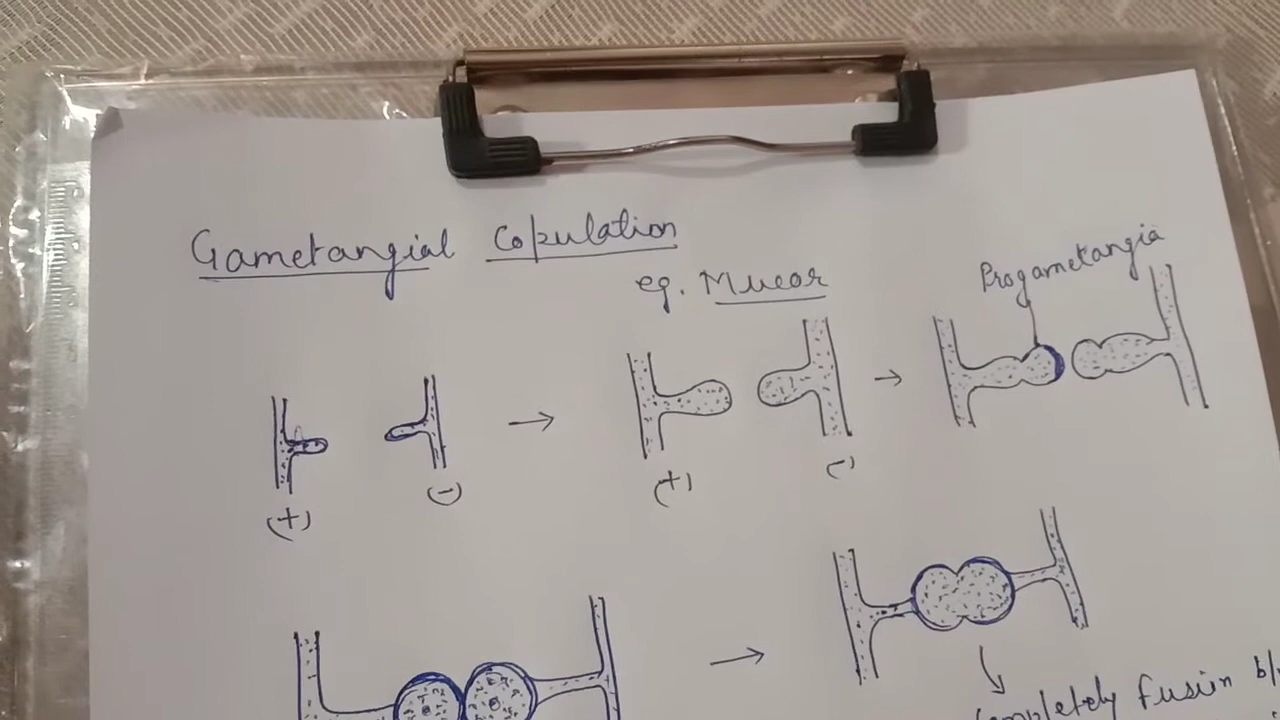 Gametangial Copulation
eg. Mucor
Progametangia
(+)
(-)
(+)
(-)
Completely fusion b/w